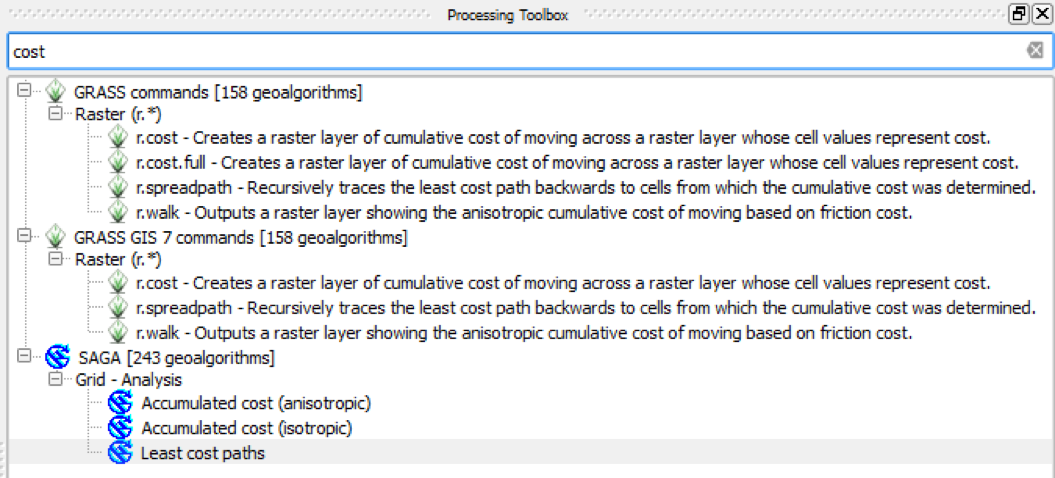 Processing Toolbox
cost
GRASS commands [158 geoalgorithms]
Raster (r.*)
r.cost - Creates a raster layer of cumulative cost of moving across a raster layer whose cell values represent cost.
r.cost.full - Creates a raster layer of cumulative cost of moving across a raster layer whose cell values represent cost.
r.spreadpath - Recursively traces the least cost path backwards to cells from which the cumulative cost was determined.
r.walk - Outputs a raster layer showing the anisotropic cumulative cost of moving based on friction cost.
GRASS GIS 7 commands [158 geoalgorithms]
Raster (r.*)
r.cost - Creates a raster layer of cumulative cost of moving across a raster layer whose cell values represent cost.
r.spreadpath - Recursively traces the least cost path backwards to cells from which the cumulative cost was determined.
r.walk - Outputs a raster layer showing the anisotropic cumulative cost of moving based on friction cost.
SAGA [243 geoalgorithms]
Grid - Analysis
Accumulated cost (anisotropic)
Accumulated cost (isotropic)
Least cost paths